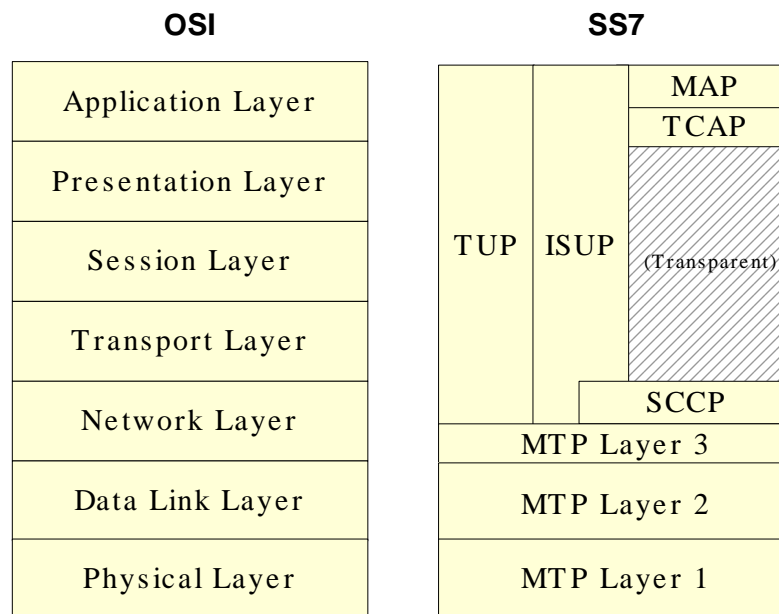 OSI
Application Layer
Presentation Layer
Session Layer
Transport Layer
Network Layer
Data Link Layer
Physical Layer
SS7
MAP
TCAP
TUP
ISUP
(Transparent)
SCCP
MTP Layer 3
MTP Layer 2
MTP Layer 1